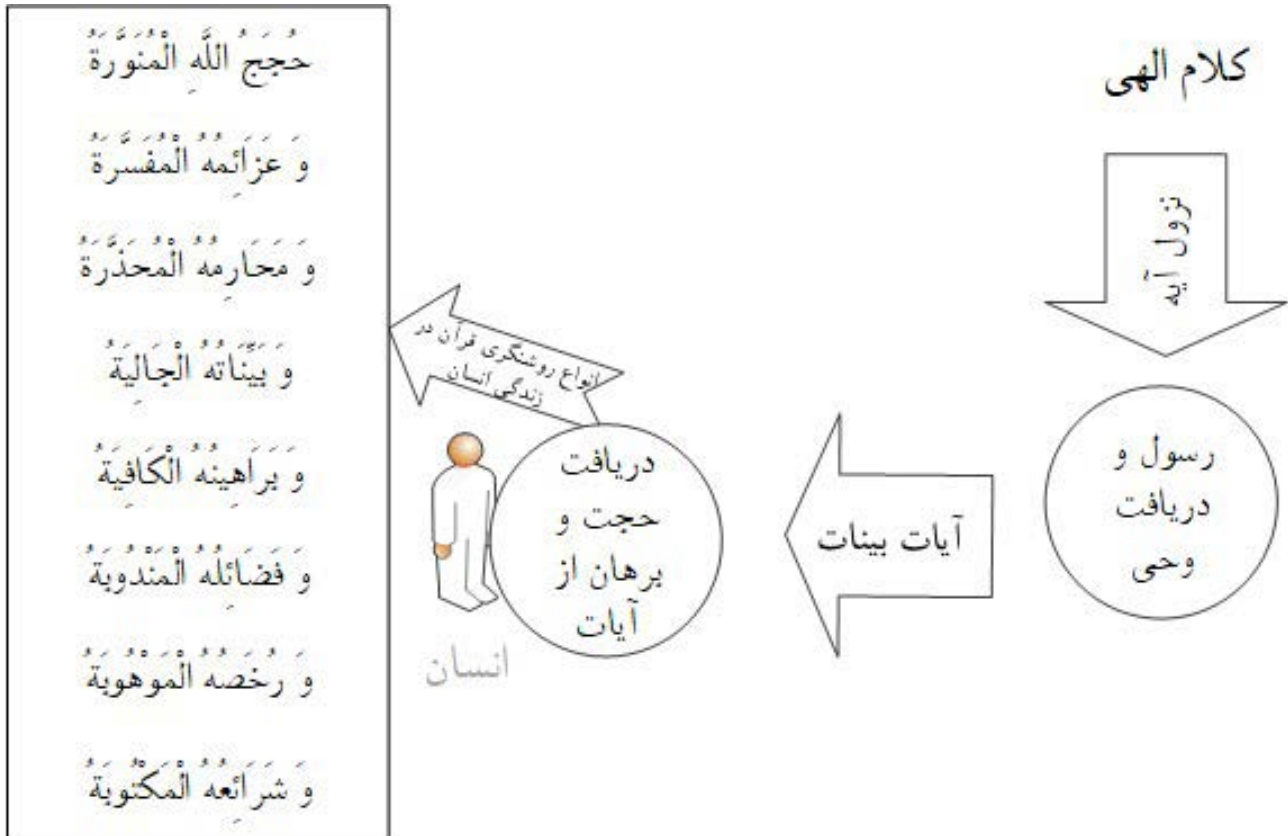 کلام الهی
نزول آیه
رسول و
دریافت
وحی
آیات بینات
دریافت
حجت و
برهان از
آیات
انسان
انواع روشنگری قرآن در
زندگی انسان
حُجَجُ اللَّهِ الْمُنَوَّرَةُ
وَ عَزَائِمُهُ الْمُفَسَّرَةُ
وَ مَحَارِمُهُ الْمُحَذَّرَةُ
وَ بَيِّنَاتُهُ الْجَالِيَةُ
وَ بَرَاهِينُهُ الْكَافِيَةُ
وَ فَضَائِلُهُ الْمَنْدُوبَةُ
وَ رُخَصُهُ الْمَوْهُوبَةُ
وَ شَرَائِعُهُ الْمَكْتُوبَةُ